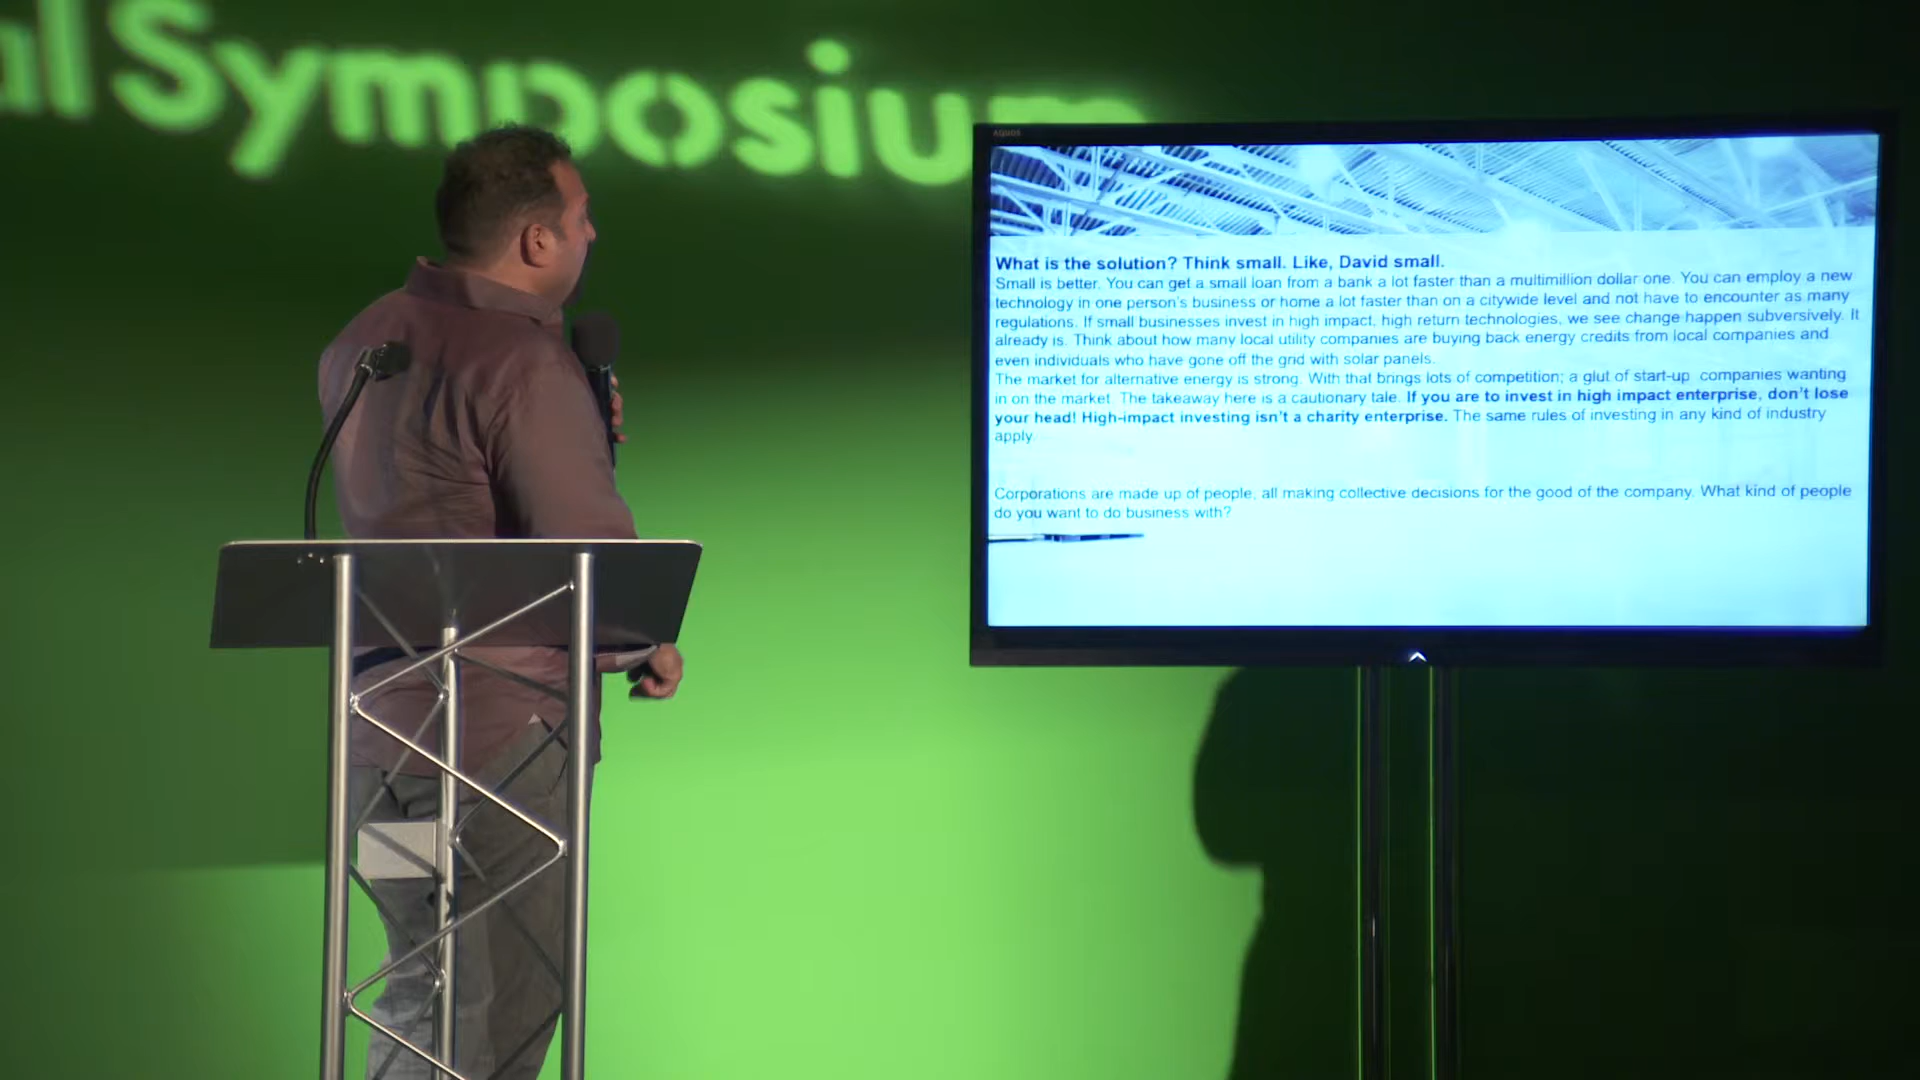 al Symposium
AQUOS
What is the solution? Think small. Like, David small.
Small is better. You can get a small loan from a bank a lot faster than a multimillion dollar one. You can employ a new
technology in one person's business or home a lot faster than on a citywide level and not have to encounter as many
regulations. If small businesses invest in high impact, high return technologies, we see change happen subversively. It
already is. Think about how many local utility companies are buying back energy credits from local companies and
even individuals who have gone off the grid with solar panels.
The market for alternative energy is strong. With that brings lots of competition; a glut of start-up companies wanting
in on the market. The takeaway here is a cautionary tale. If you are to invest in high impact enterprise, don't lose
your head! High-impact investing isn't a charity enterprise. The same rules of investing in any kind of industry
apply.
Corporations are made up of people, all making collective decisions for the good of the company. What kind of people
do you want to do business with?